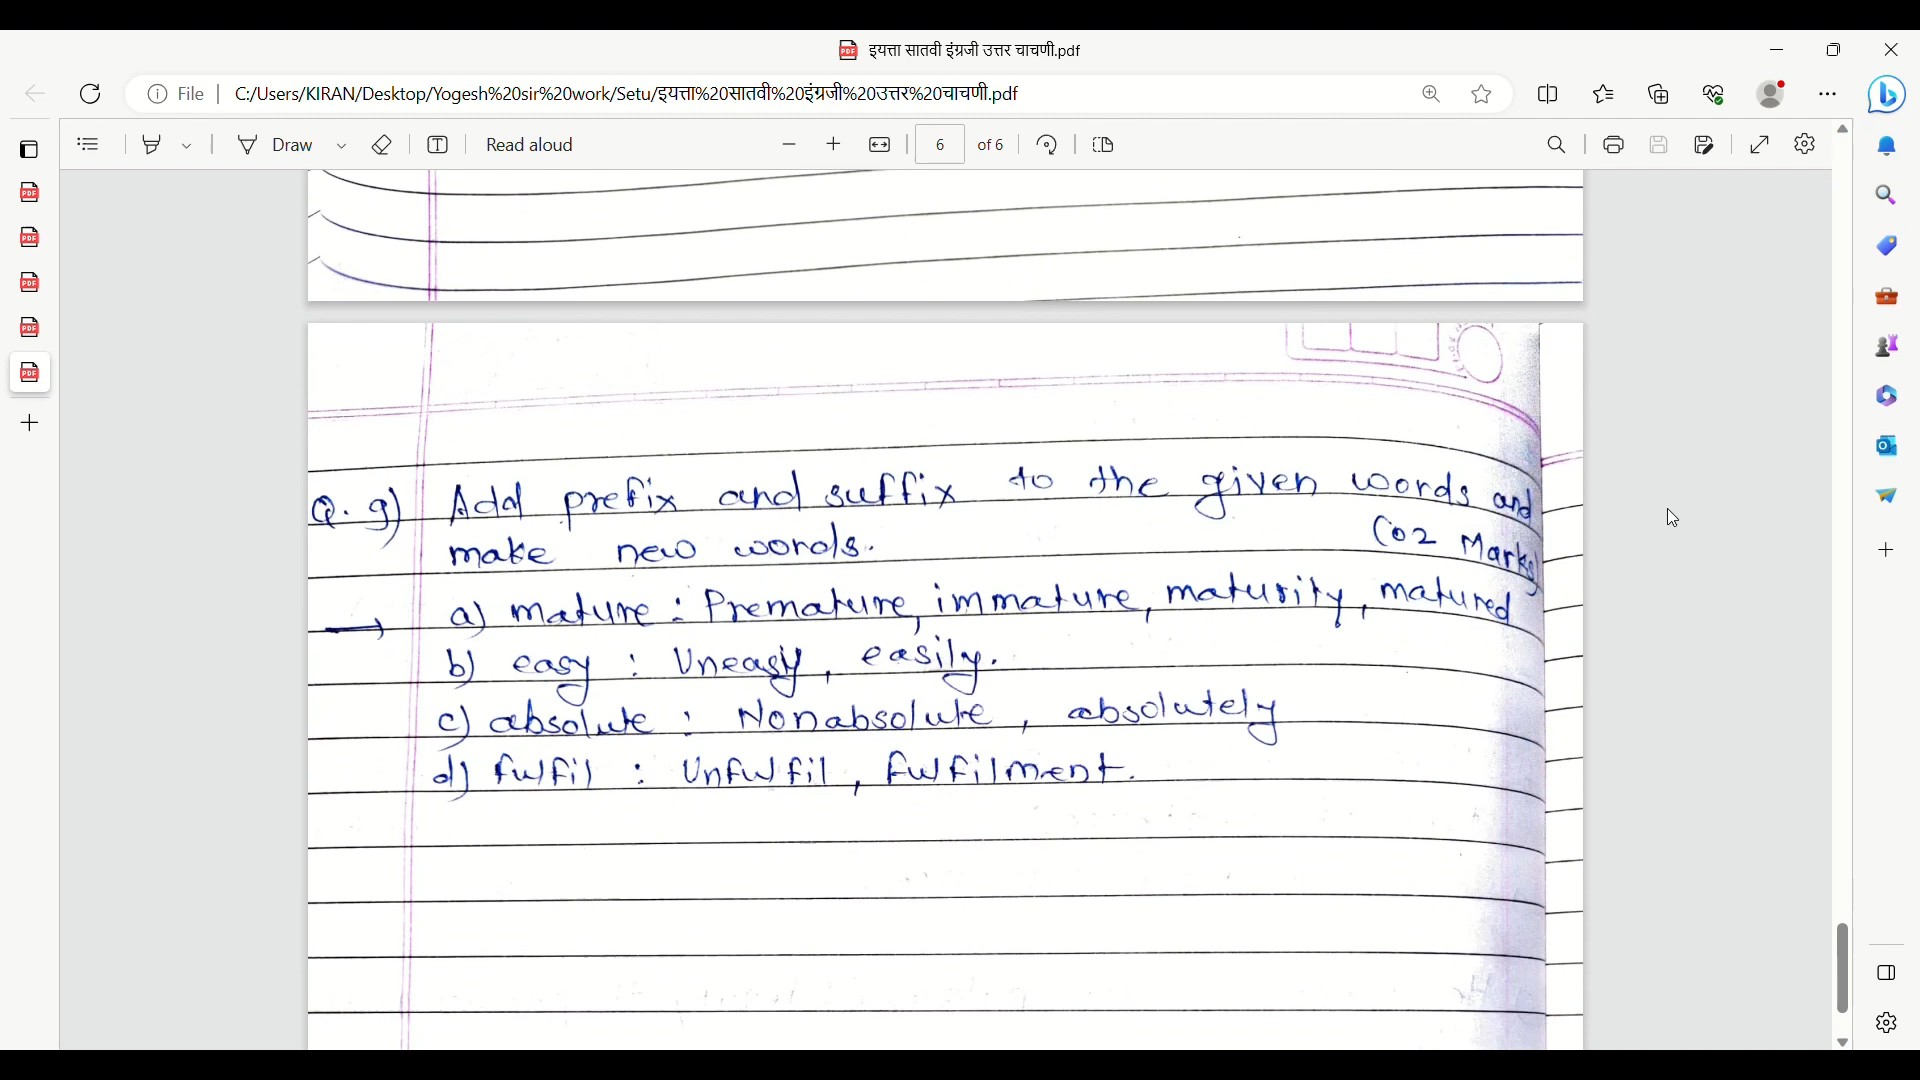 इयत्ता सातवी इंग्रजी उत्तर चाचणी.pdf
File C:/Users/KIRAN/Desktop/Yogesh%20sir%20work/Setu/इयत्ता%20सातवी%20इंग्रजी%20उत्तर%20चाचणी.pdf
Draw Read aloud 6 of 6
Q. 9) Add prefix and suffix to the given words and
make new words. (02 Marks)
a) mature : Premature, immature, maturity, matured
b) easy : Uneasy, easily.
c) absolute : Nonabsolute, absolutely
d) fulfil : Unfulfil, fulfilment.